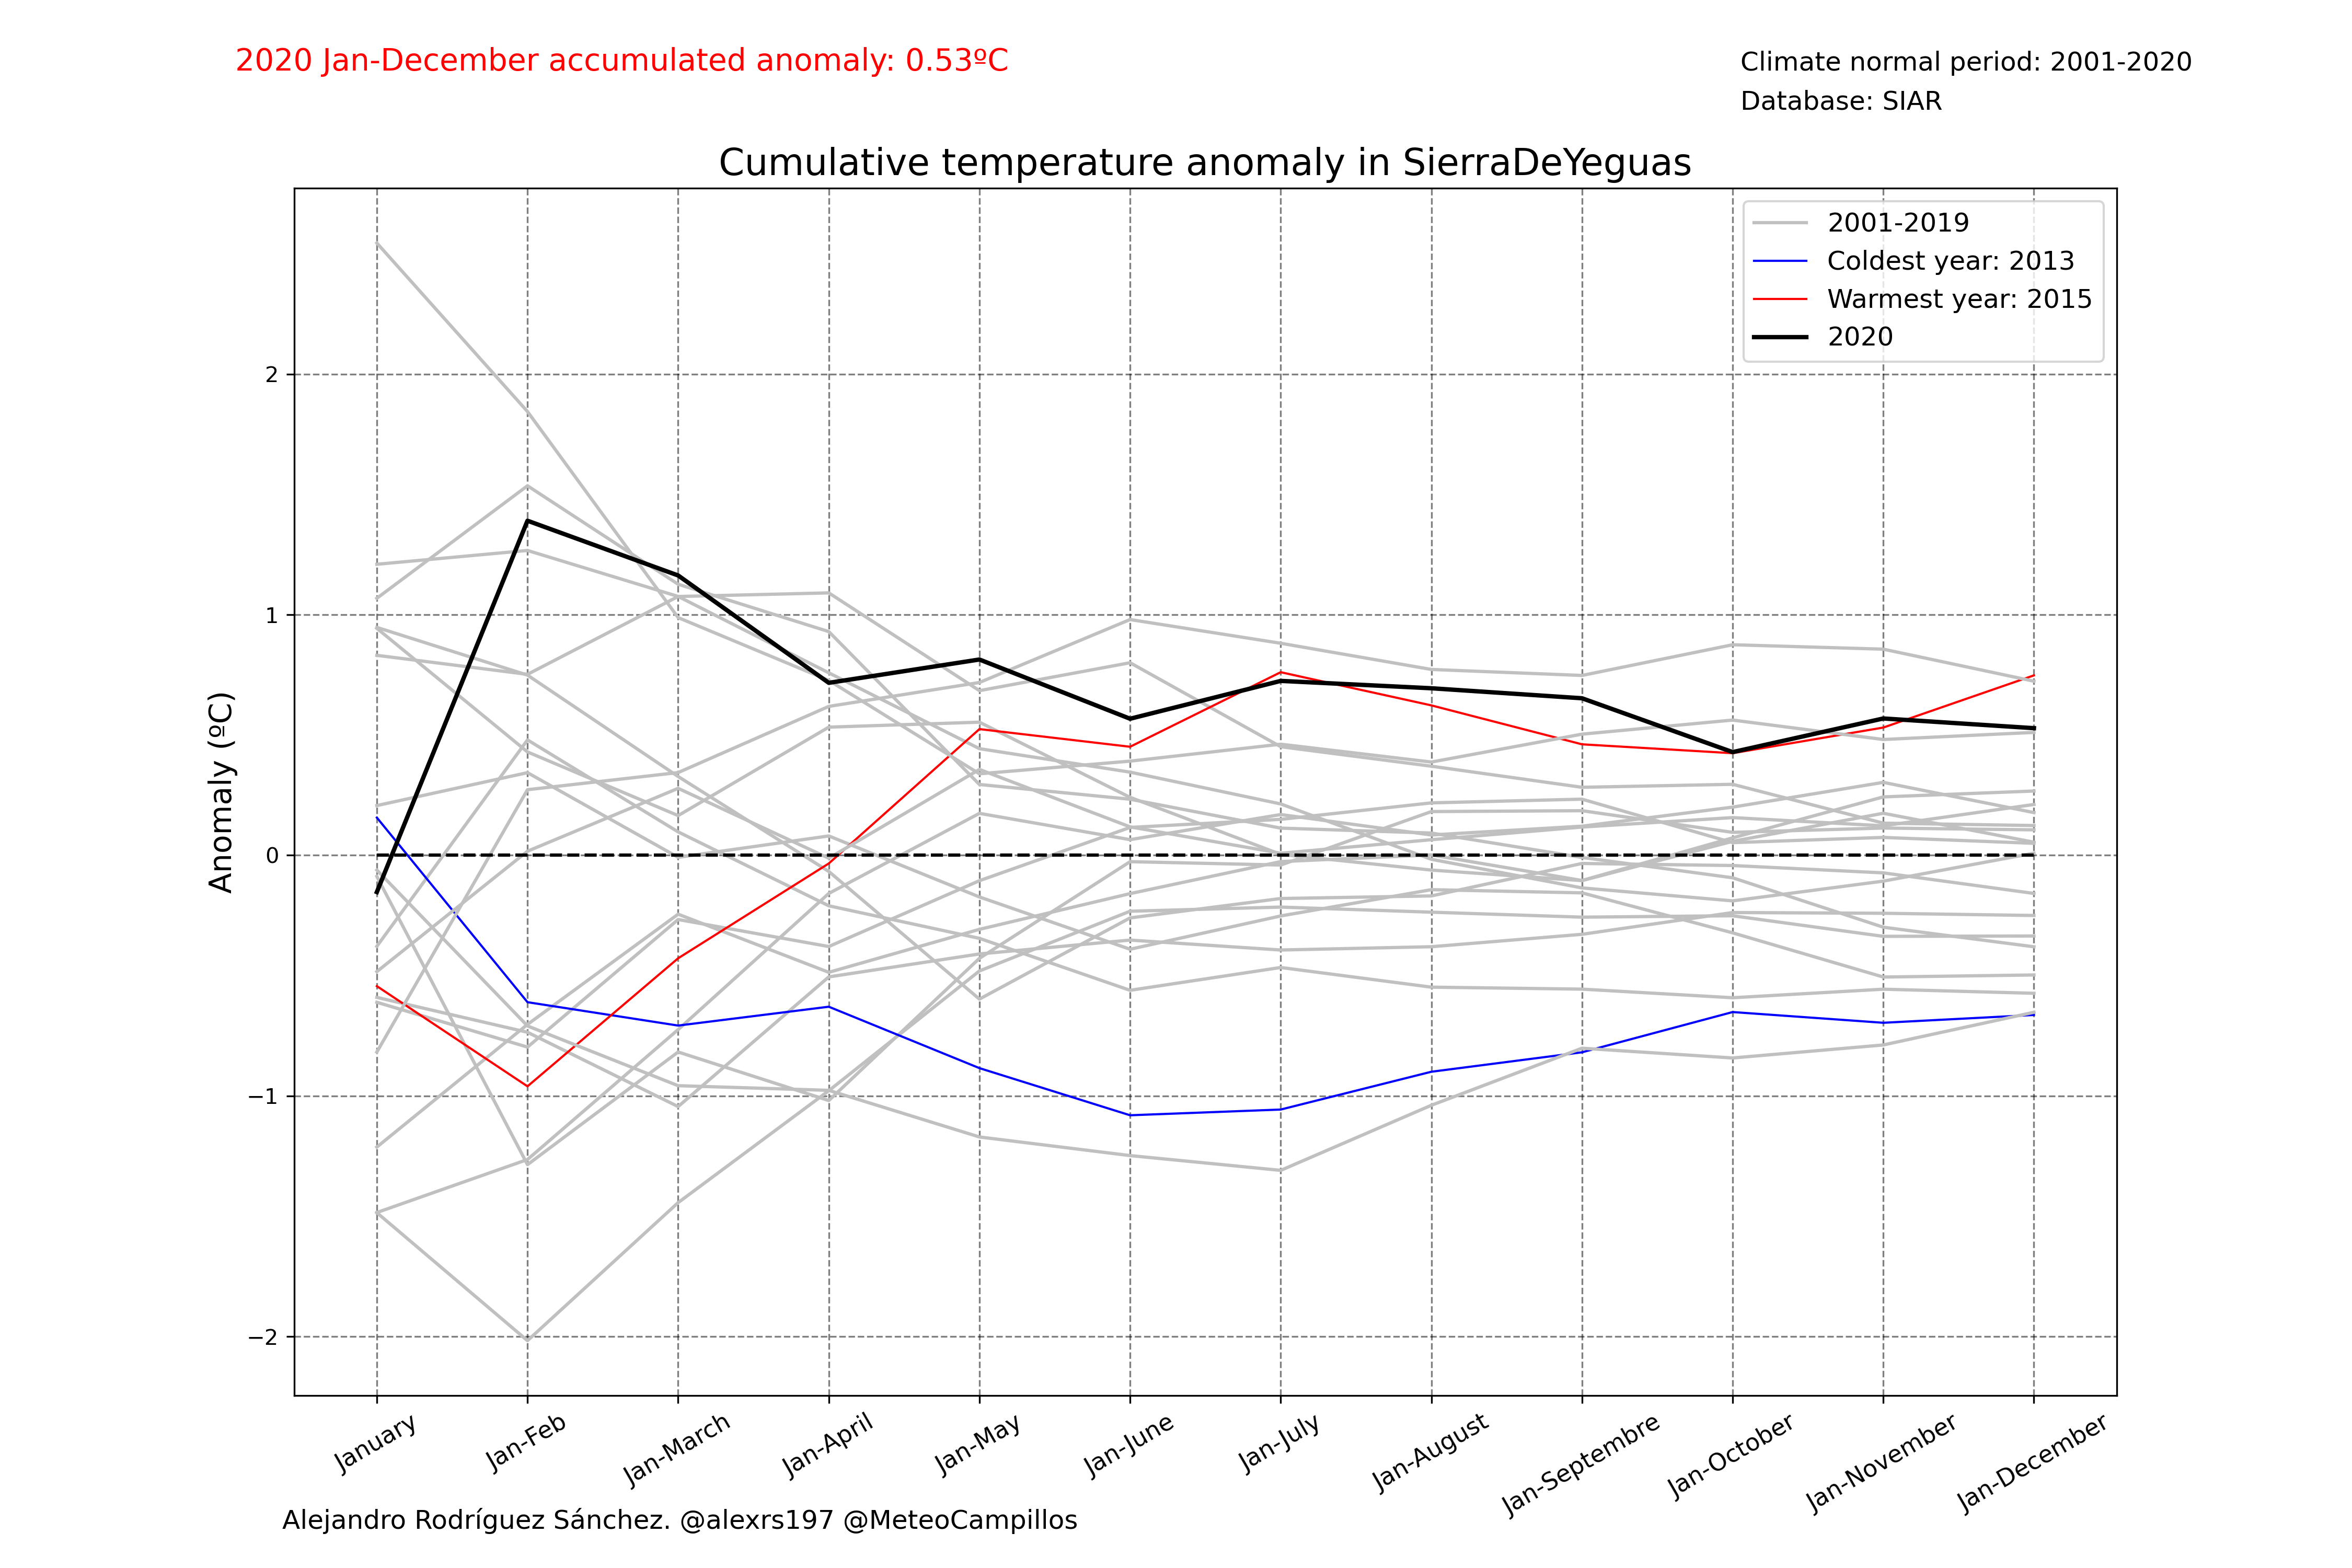 2020 Jan-December accumulated anomaly: 0.53ºC
Climate normal period: 2001-2020
Database: SIAR
Cumulative temperature anomaly in SierraDeYeguas
2001-2019
Coldest year: 2013
Warmest year: 2015
2020
Anomaly (ºC)
2
1
0
−1
−2
January
Jan-Feb
Jan-March
Jan-April
Jan-May
Jan-June
Jan-July
Jan-August
Jan-Septembre
Jan-October
Jan-November
Jan-December
Alejandro Rodríguez Sánchez. @alexrs197 @MeteoCampillos